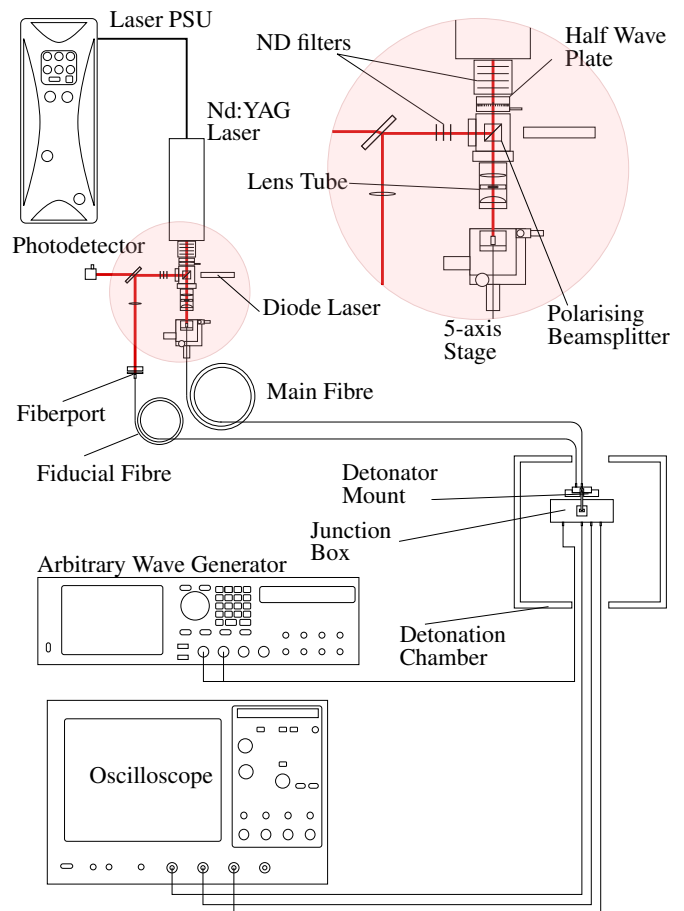 Laser PSU
ND filters
Half Wave
Plate
Nd:YAG
Laser
Lens Tube
Photodetector
Diode Laser
5-axis
Stage
Polarising
Beamsplitter
Fiberport
Main Fibre
Fiducial Fibre
Detonator
Mount
Junction
Box
Arbitrary Wave Generator
Detonation
Chamber
Oscilloscope